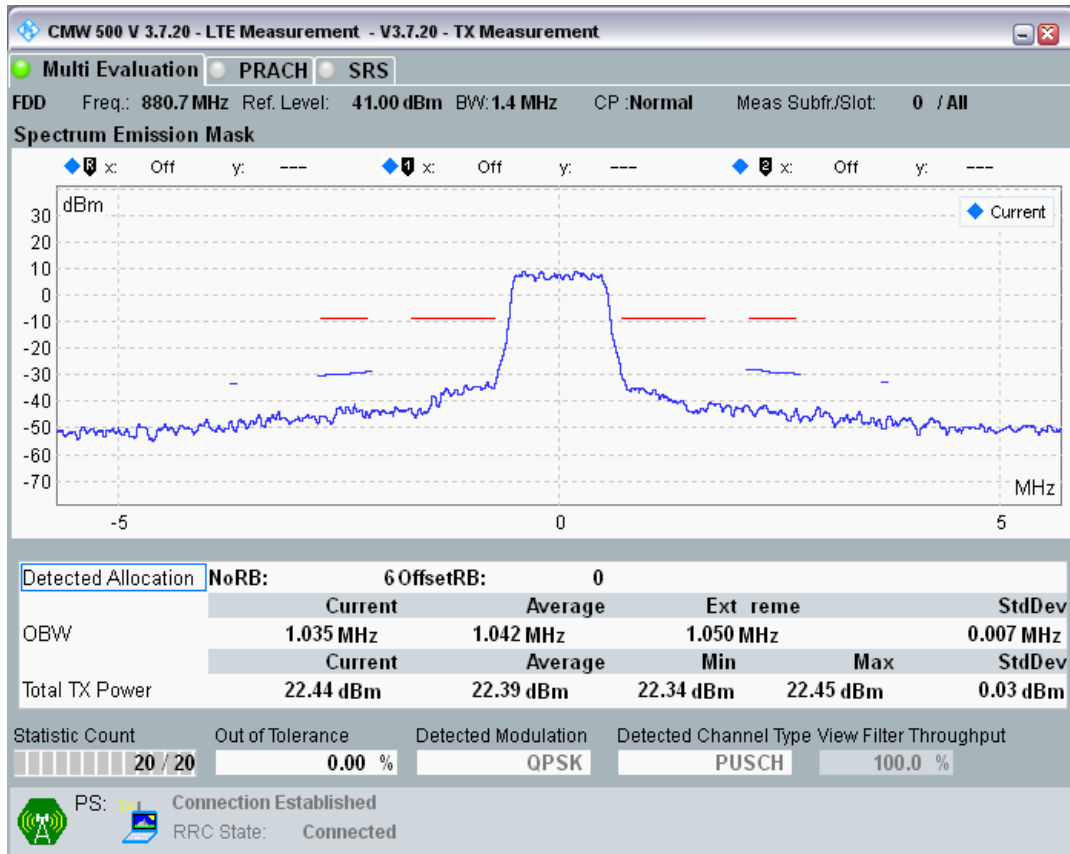 CMW 500 V 3.7.20 - LTE Measurement - V3.7.20 - TX Measurement
Multi Evaluation PRACH SRS
FDD Freq.: 880.7 MHz Ref. Level: 41.00 dBm BW: 1.4 MHz CP :Normal Meas Subfr./Slot: 0 / All
Spectrum Emission Mask
R x: Off y: --- 1 x: Off y: --- 2 x: Off y: ---
dBm
Current
30
20
10
0
-10
-20
-30
-40
-50
-60
-70
MHz
-5 0 5
Detected Allocation NoRB: 6 OffsetRB: 0
Current Average Ext reme StdDev
OBW 1.035 MHz 1.042 MHz 1.050 MHz 0.007 MHz
Current Average Min Max StdDev
Total TX Power 22.44 dBm 22.39 dBm 22.34 dBm 22.45 dBm 0.03 dBm
Statistic Count Out of Tolerance Detected Modulation Detected Channel Type View Filter Throughput
20 / 20 0.00 % QPSK PUSCH 100.0 %
PS: Connection Established
RRC State: Connected